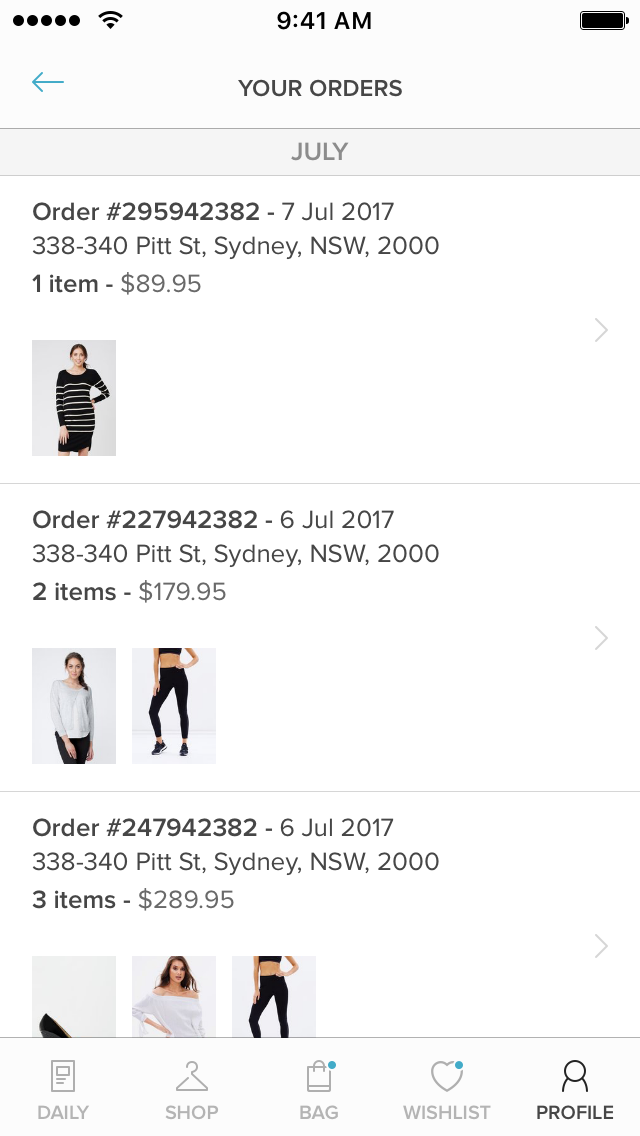 9:41 AM
YOUR ORDERS
JULY
Order #295942382 - 7 Jul 2017
338-340 Pitt St, Sydney, NSW, 2000
1 item - $89.95
Order #227942382 - 6 Jul 2017
338-340 Pitt St, Sydney, NSW, 2000
2 items - $179.95
Order #247942382 - 6 Jul 2017
338-340 Pitt St, Sydney, NSW, 2000
3 items - $289.95
DAILY SHOP BAG WISHLIST PROFILE